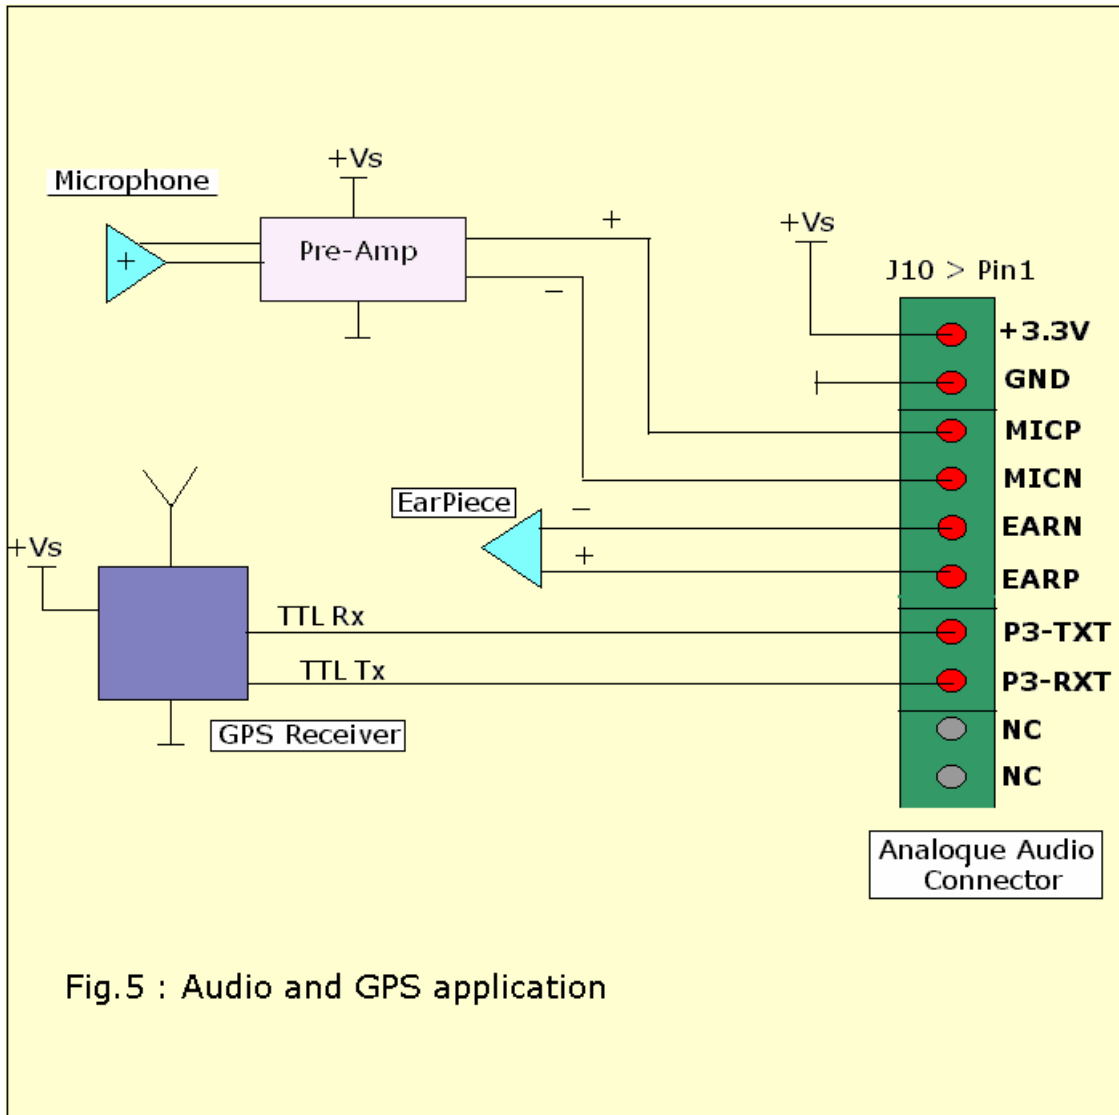 +Vs
Microphone
Pre-Amp
+
+
−
+Vs
J10 > Pin1
+3.3V
GND
MICP
MICN
EarPiece
−
EARN
+
EARP
+Vs
TTL Rx
P3-TXT
TTL Tx
P3-RXT
GPS Receiver
NC
NC
Analoque Audio
Connector
Fig.5 : Audio and GPS application